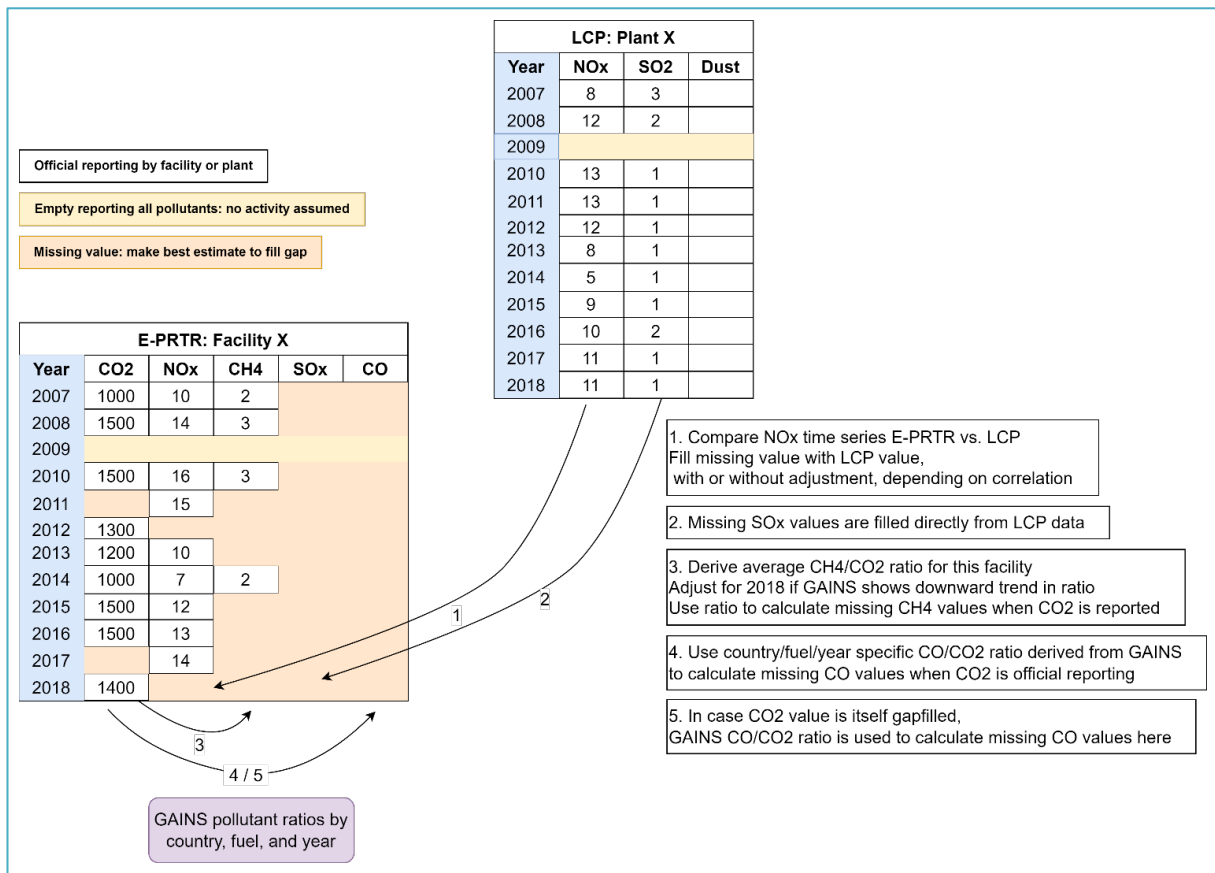 LCP: Plant X
Year NOx SO2 Dust
2007 8 3
2008 12 2
2009
2010 13 1
2011 13 1
2012 12 1
2013 8 1
2014 5 1
2015 9 1
2016 10 2
2017 11 1
2018 11 1
Official reporting by facility or plant
Empty reporting all pollutants: no activity assumed
Missing value: make best estimate to fill gap
E-PRTR: Facility X
Year CO2 NOx CH4 SOx CO
2007 1000 10 2
2008 1500 14 3
2009
2010 1500 16 3
2011 15
2012 1300
2013 1200 10
2014 1000 7 2
2015 1500 12
2016 1500 13
2017 14
2018 1400
1
2
3
4 / 5
GAINS pollutant ratios by
country, fuel, and year
1. Compare NOx time series E-PRTR vs. LCP
Fill missing value with LCP value,
with or without adjustment, depending on correlation
2. Missing SOx values are filled directly from LCP data
3. Derive average CH4/CO2 ratio for this facility
Adjust for 2018 if GAINS shows downward trend in ratio
Use ratio to calculate missing CH4 values when CO2 is reported
4. Use country/fuel/year specific CO/CO2 ratio derived from GAINS
to calculate missing CO values when CO2 is official reporting
5. In case CO2 value is itself gapfilled,
GAINS CO/CO2 ratio is used to calculate missing CO values here